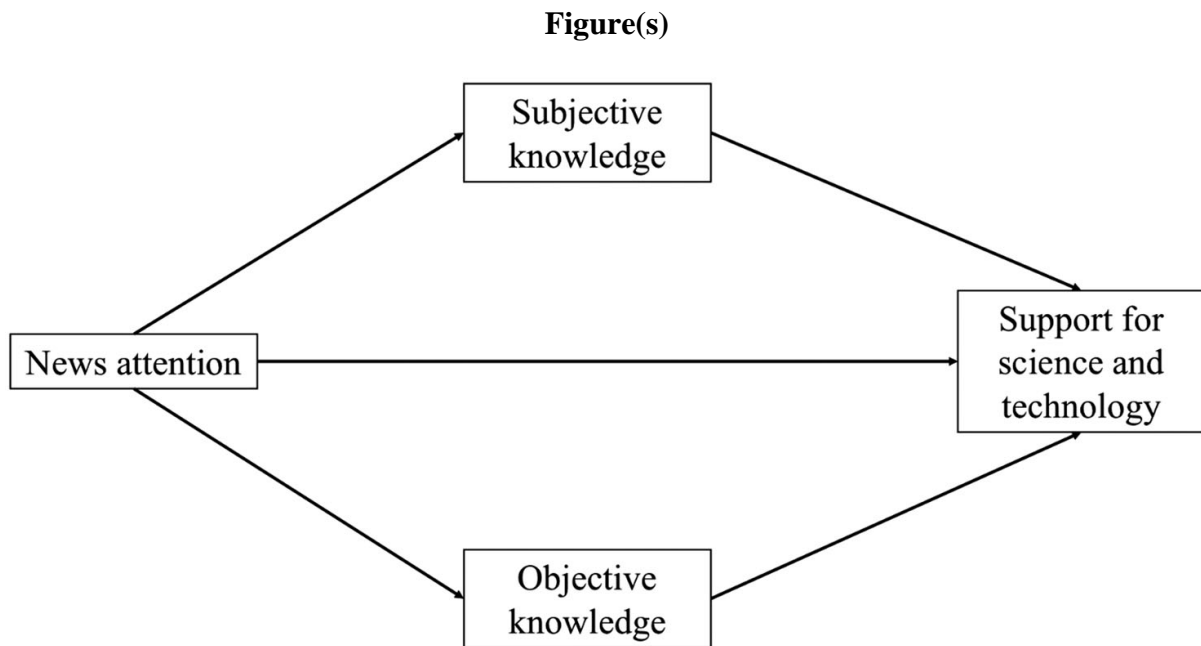 Figure(s)
Subjective
knowledge
News attention
Support for
science and
technology
Objective
knowledge